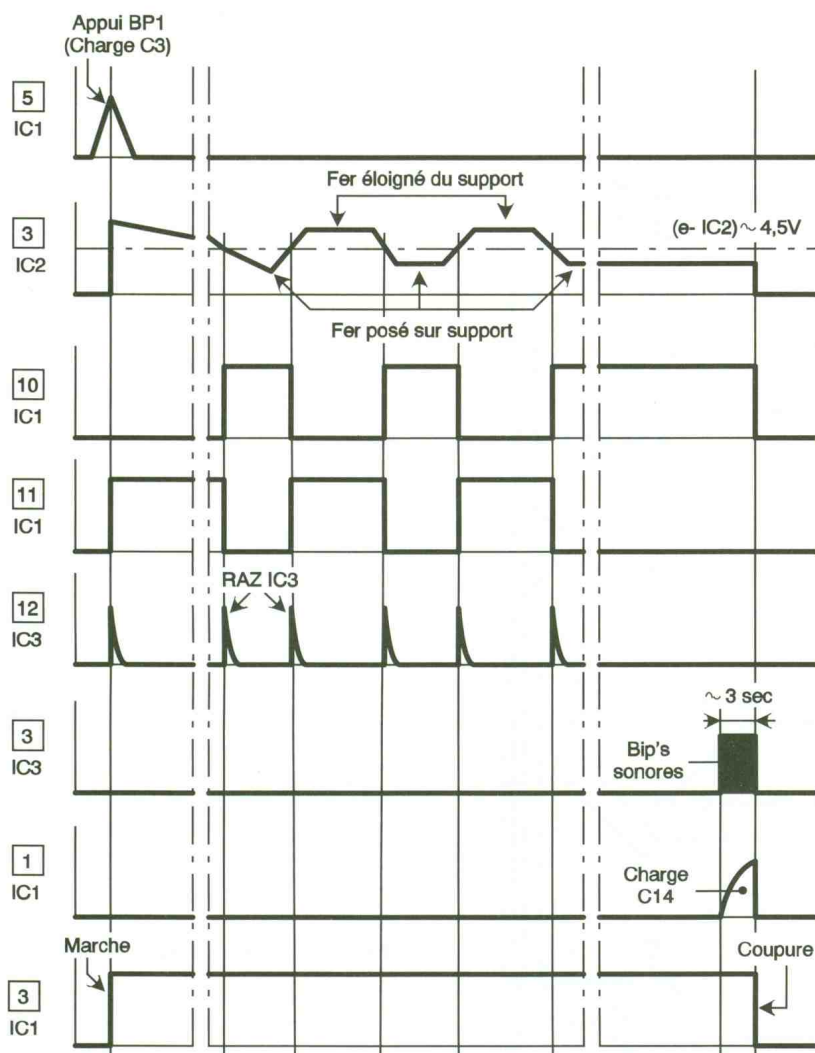 Appui BP1
(Charge C3)
5
IC1
Fer éloigné du support
3
IC2
(e- IC2) ~ 4,5V
Fer posé sur support
10
IC1
11
IC1
RAZ IC3
12
IC3
~ 3 sec
3
IC3
Bip's
sonores
1
IC1
Charge
C14
Marche
Coupure
3
IC1